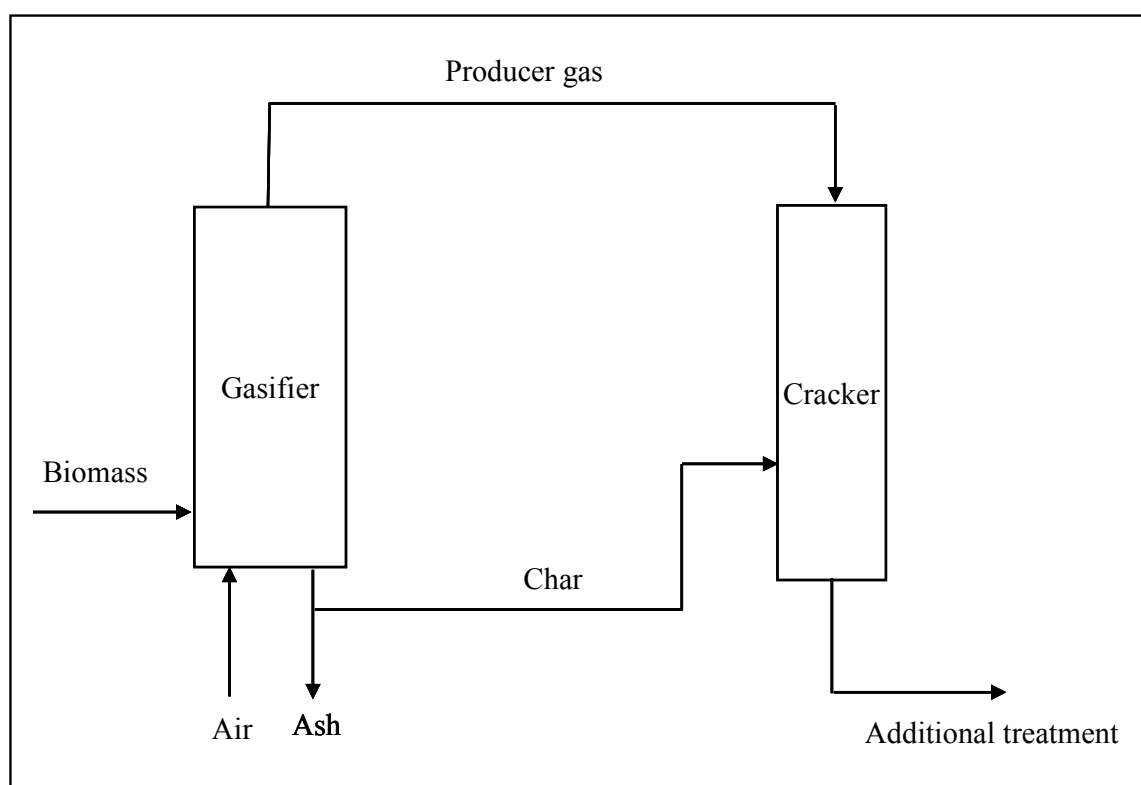 Producer gas
Gasifier
Cracker
Biomass
Char
Air
Ash
Additional treatment